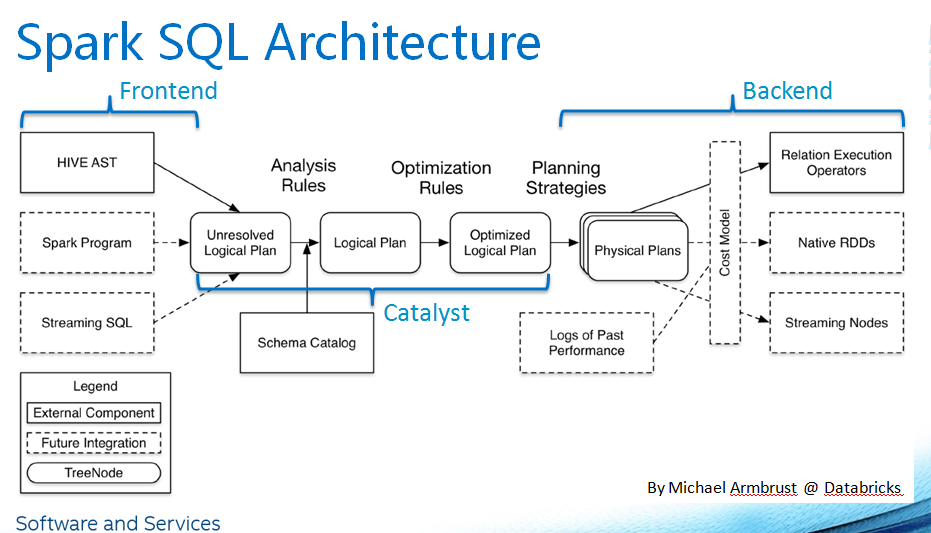 Spark SQL Architecture
Frontend
Backend
HIVE AST
Analysis
Rules
Optimization
Rules
Planning
Strategies
Relation Execution
Operators
Spark Program
Unresolved
Logical Plan
Logical Plan
Optimized
Logical Plan
Physical Plans
Cost Model
Native RDDs
Catalyst
Streaming SQL
Schema Catalog
Logs of Past
Performance
Streaming Nodes
Legend
External Component
Future Integration
TreeNode
By Michael Armbrust @ Databricks
Software and Services